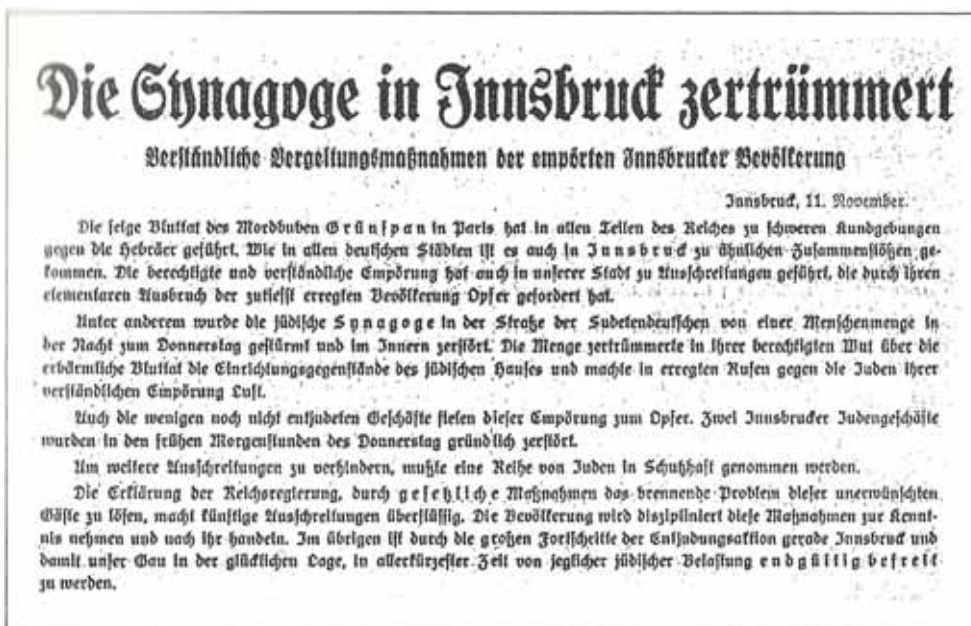 Die Synagoge in Innsbruck zertrümmert
Verständliche Vergeltungsmaßnahmen der empörten Innsbrucker Bevölkerung
Innsbruck, 11. November.
Die feige Bluttat des Mordbuben Grünspan in Paris hat in allen Teilen des Reiches zu schweren Kundgebungen
gegen die Hebräer geführt. Wie in allen deutschen Städten ist es auch in Innsbruck zu ähnlichen Zusammenstößen ge-
kommen. Die berechtigte und verständliche Empörung hat auch in unserer Stadt zu Ausschreitungen geführt, die durch ihren
elementaren Ausbruch der zutiefst erregten Bevölkerung Opfer gefordert hat.
Unter anderem wurde die jüdische Synagoge in der Straße der Sudetendeutschen von einer Menschenmenge in
der Nacht zum Donnerstag gestürmt und im Innern zerstört. Die Menge zertrümmerte in ihrer berechtigten Wut über die
erbärmliche Bluttat die Einrichtungsgegenstände des jüdischen Hauses und machte in erregten Rufen gegen die Juden ihrer
verständlichen Empörung Luft.
Auch die wenigen noch nicht entjudeten Geschäfte fielen dieser Empörung zum Opfer. Zwei Innsbrucker Judengeschäfte
wurden in den frühen Morgenstunden des Donnerstag gründlich zerstört.
Um weitere Ausschreitungen zu verhindern, mußte eine Reihe von Juden in Schutzhaft genommen werden.
Die Erklärung der Reichsregierung, durch gesetzliche Maßnahmen das brennende Problem dieser unerwünschten
Gäste zu lösen, macht künftige Ausschreitungen überflüssig. Die Bevölkerung wird diszipliniert diese Maßnahmen zur Kennt-
nis nehmen und nach ihr handeln. Im übrigen ist durch die großen Fortschritte der Entjudungsaktion gerade Innsbruck und
damit unser Gau in der glücklichen Lage, in allerkürzester Zeit von jeglicher jüdischer Belastung endgültig befreit
zu werden.